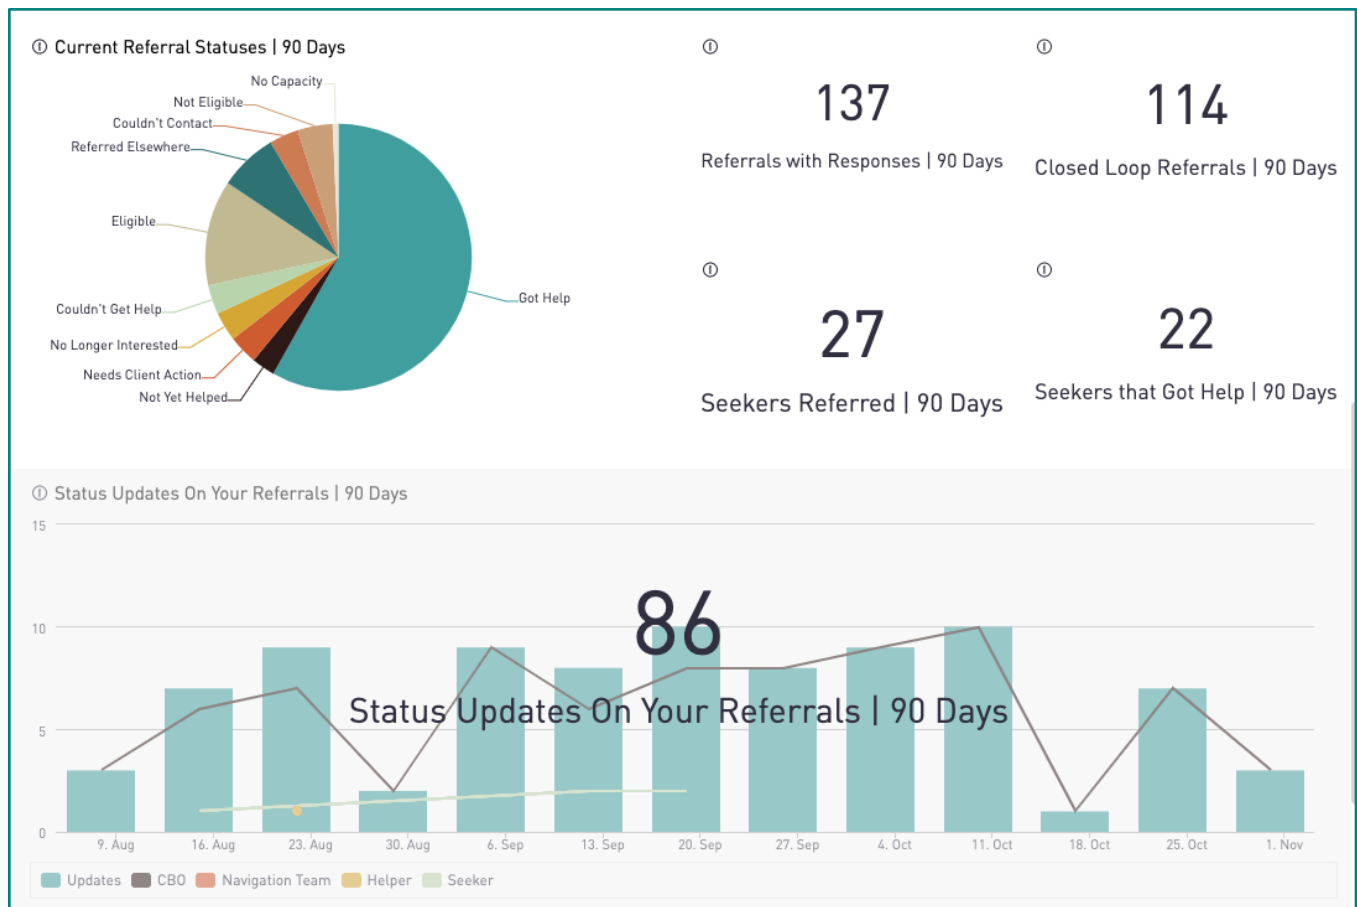 Current Referral Statuses | 90 Days
No Capacity
Not Eligible
Couldn't Contact
Referred Elsewhere
Eligible
Couldn't Get Help
No Longer Interested
Needs Client Action
Not Yet Helped
Got Help
137
Referrals with Responses | 90 Days
114
Closed Loop Referrals | 90 Days
27
Seekers Referred | 90 Days
22
Seekers that Got Help | 90 Days
Status Updates On Your Referrals | 90 Days
15
10
5
0
86
Status Updates On Your Referrals | 90 Days
9. Aug 16. Aug 23. Aug 30. Aug 6. Sep 13. Sep 20. Sep 27. Sep 4. Oct 11. Oct 18. Oct 25. Oct 1. Nov
Updates CBO Navigation Team Helper Seeker